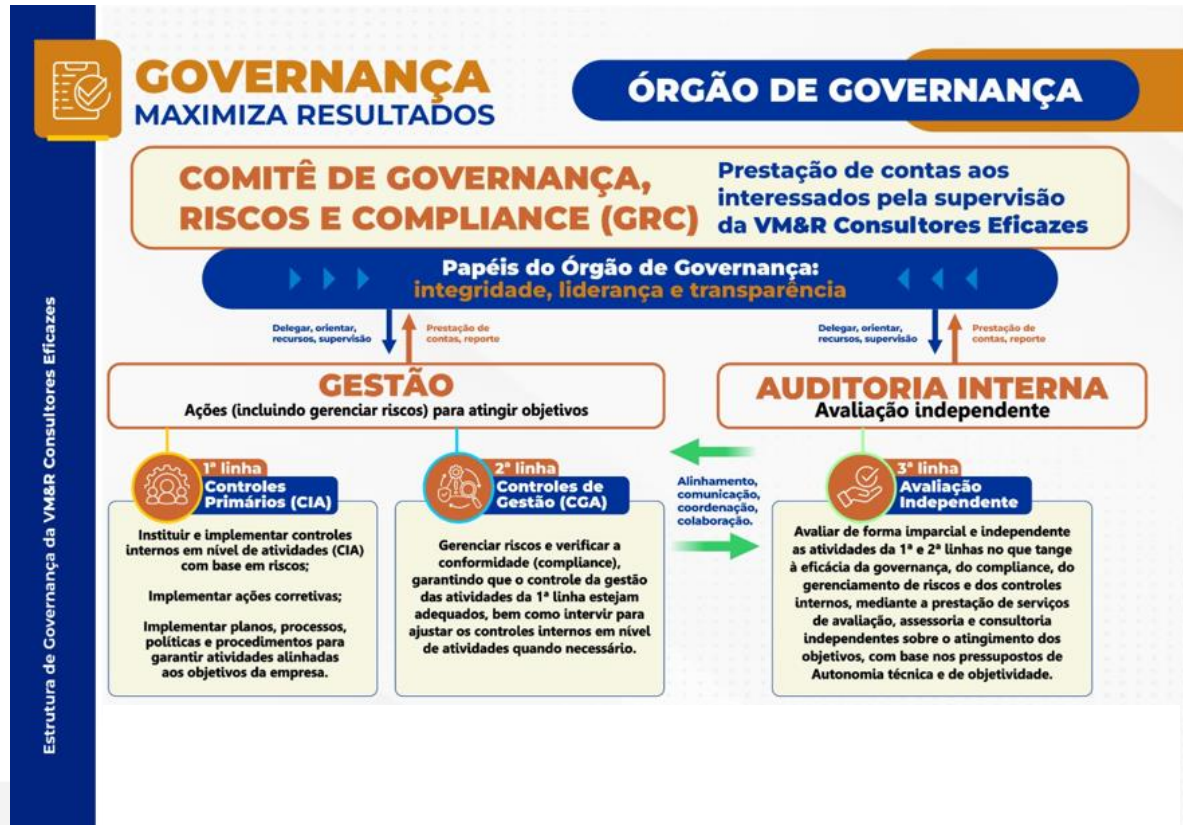 GOVERNANÇA
MAXIMIZA RESULTADOS
ÓRGÃO DE GOVERNANÇA
COMITÊ DE GOVERNANÇA,
RISCOS E COMPLIANCE (GRC)
Prestação de contas aos
interessados pela supervisão
da VM&R Consultores Eficazes
Papéis do Órgão de Governança:
integridade, liderança e transparência
Delegar, orientar,
recursos, supervisão
Prestação de
contas, reporte
Delegar, orientar,
recursos, supervisão
Prestação de
contas, reporte
GESTÃO
Ações (incluindo gerenciar riscos) para atingir objetivos
AUDITORIA INTERNA
Avaliação independente
1ª linha
Controles
Primários (CIA)
Instituir e implementar controles
internos em nível de atividades (CIA)
com base em riscos;
Implementar ações corretivas;
Implementar planos, processos,
políticas e procedimentos para
garantir atividades alinhadas
aos objetivos da empresa.
2ª linha
Controles de
Gestão (CGA)
Gerenciar riscos e verificar a
conformidade (compliance),
garantindo que o controle da gestão
das atividades da 1ª linha estejam
adequados, bem como intervir para
ajustar os controles internos em nível
de atividades quando necessário.
Alinhamento,
comunicação,
coordenação,
colaboração.
3ª linha
Avaliação
Independente
Avaliar de forma imparcial e independente
as atividades da 1ª e 2ª linhas no que tange
à eficácia da governança, do compliance, do
gerenciamento de riscos e dos controles
internos, mediante a prestação de serviços
de avaliação, assessoria e consultoria
independentes sobre o atingimento dos
objetivos, com base nos pressupostos de
Autonomia técnica e de objetividade.
Estrutura de Governança da VM&R Consultores Eficazes